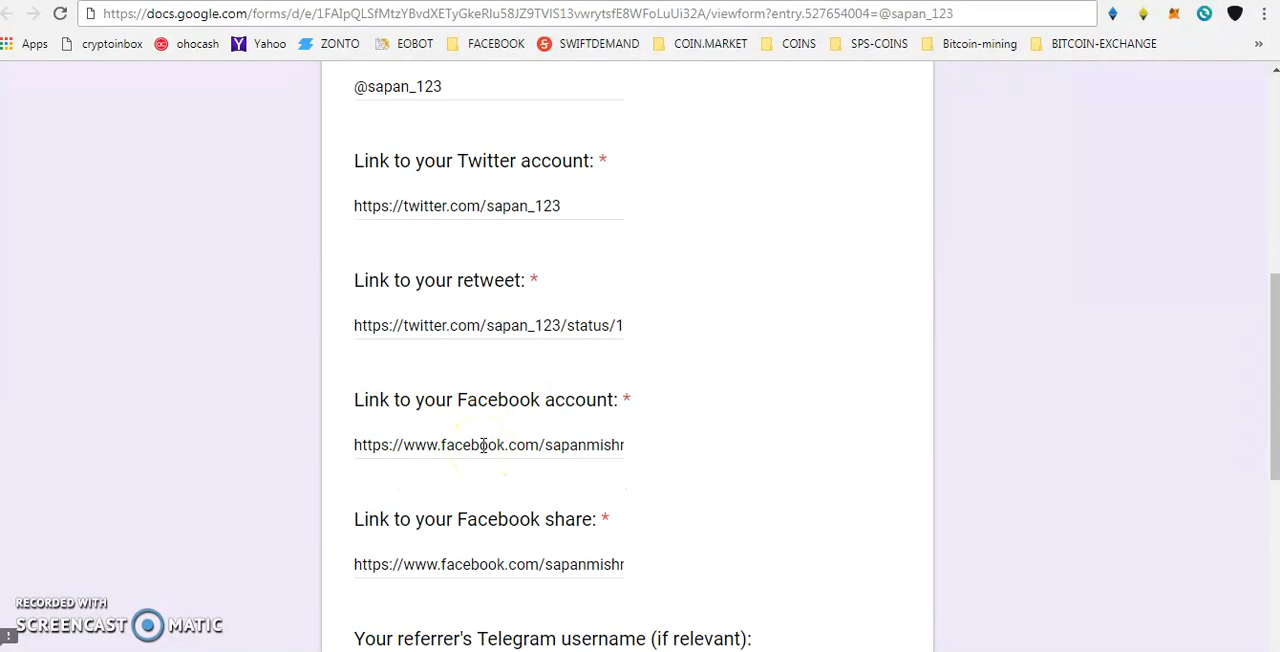 https://docs.google.com/forms/d/e/1FAIpQLSfMtzYBvdXETyGkeRlu58JZ9TVlS13vwrytsfE8WFoLuUi32A/viewform?entry.527654004=@sapan_123
Apps cryptoinbox ohocash Yahoo ZONTO EOBOT FACEBOOK SWIFTDEMAND COIN.MARKET COINS SPS-COINS Bitcoin-mining BITCOIN-EXCHANGE »
@sapan_123
Link to your Twitter account: *
https://twitter.com/sapan_123
Link to your retweet: *
https://twitter.com/sapan_123/status/1
Link to your Facebook account: *
https://www.facebook.com/sapanmishr
Link to your Facebook share: *
https://www.facebook.com/sapanmishr
RECORDED WITH
SCREENCAST MATIC
Your referrer's Telegram username (if relevant):